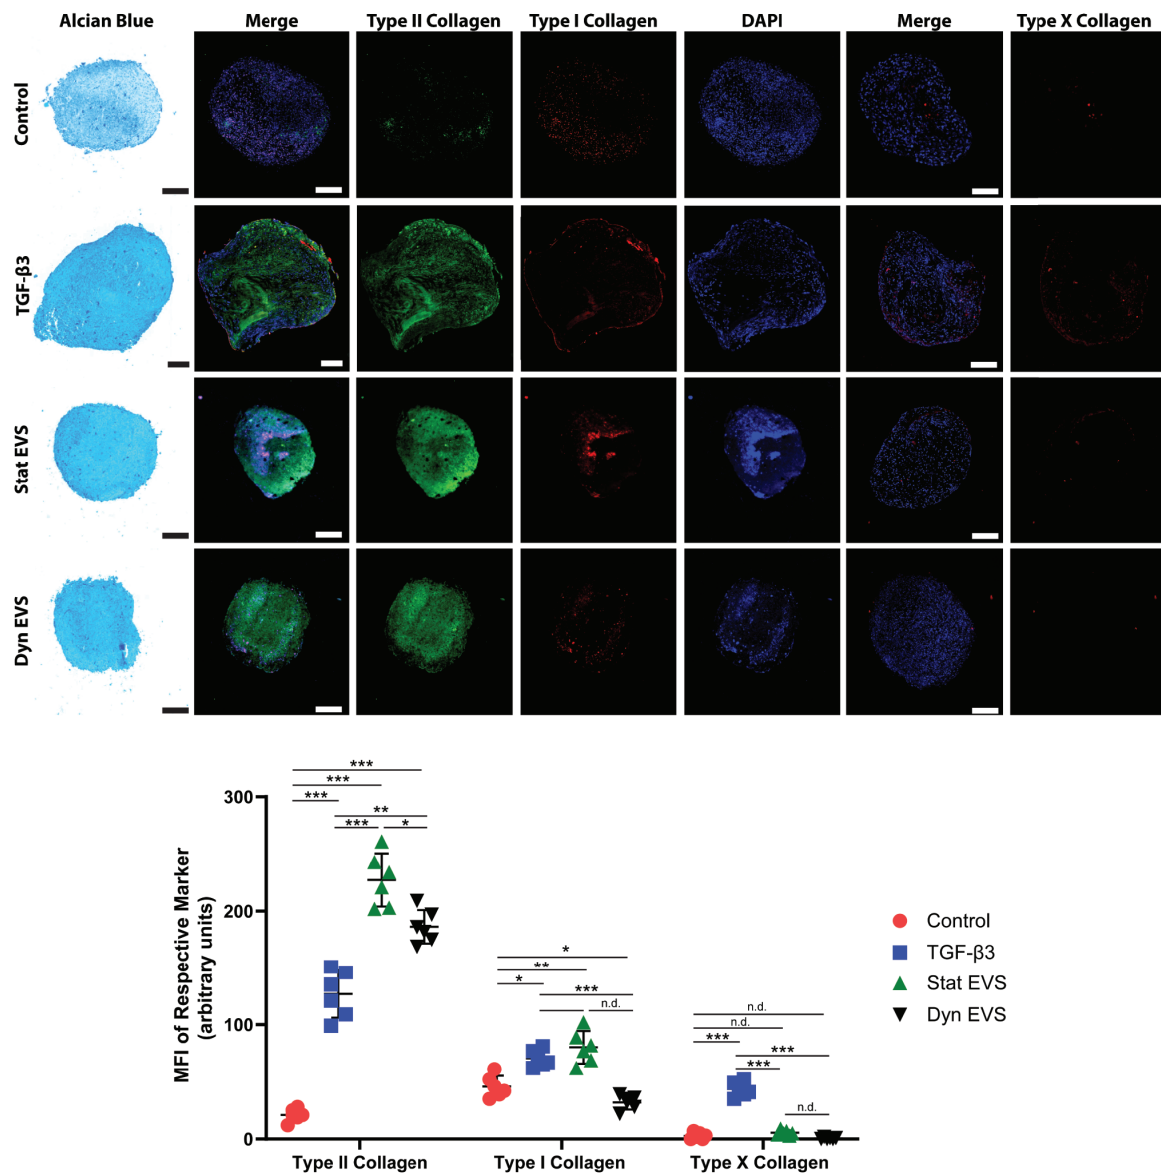 Alcian Blue Merge Type II Collagen Type I Collagen DAPI Merge Type X Collagen
Control
TGF-β3
Stat EVS
Dyn EVS
***
***
***
**
***
*
*
**
*
***
n.d.
n.d.
n.d.
***
***
***
n.d.
300
200
100
0
MFI of Respective Marker
(arbitrary units)
Type II Collagen Type I Collagen Type X Collagen
Control
TGF-β3
Stat EVS
Dyn EVS